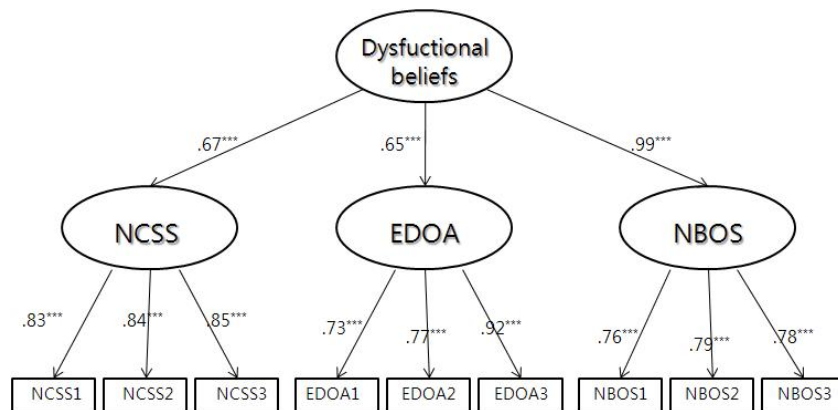 Dysfuctional
beliefs
.67***
.65***
.99***
NCSS
EDOA
NBOS
.83***
.84***
.85***
.73***
.77***
.92***
.76***
.79***
.78***
NCSS1
NCSS2
NCSS3
EDOA1
EDOA2
EDOA3
NBOS1
NBOS2
NBOS3